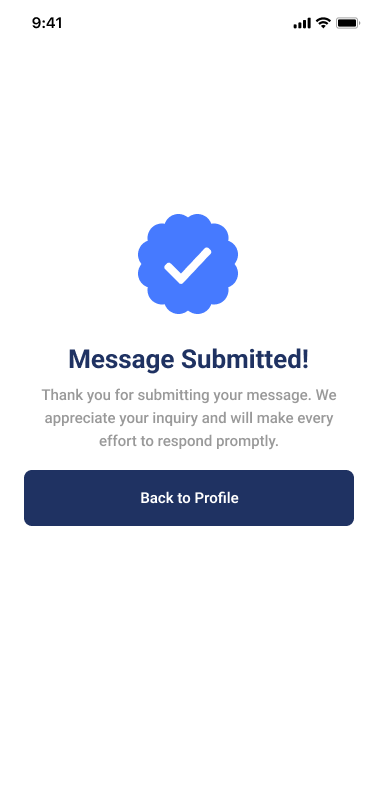 9:41
Message Submitted!
Thank you for submitting your message. We
appreciate your inquiry and will make every
effort to respond promptly.
Back to Profile